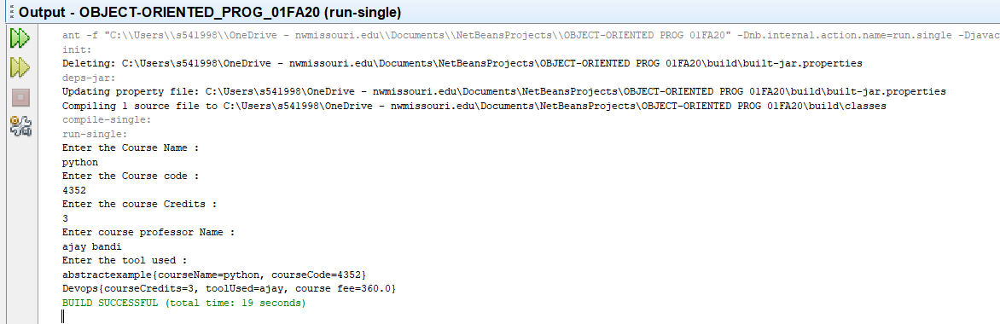 Output - OBJECT-ORIENTED_PROG_01FA20 (run-single)
ant -f "C:\\Users\\s541998\\OneDrive - nwmissouri.edu\\Documents\\NetBeansProjects\\OBJECT-ORIENTED PROG 01FA20" -Dnb.internal.action.name=run.single -Djavac
init:
Deleting: C:\Users\s541998\OneDrive - nwmissouri.edu\Documents\NetBeansProjects\OBJECT-ORIENTED PROG 01FA20\build\built-jar.properties
deps-jar:
Updating property file: C:\Users\s541998\OneDrive - nwmissouri.edu\Documents\NetBeansProjects\OBJECT-ORIENTED PROG 01FA20\build\built-jar.properties
Compiling 1 source file to C:\Users\s541998\OneDrive - nwmissouri.edu\Documents\NetBeansProjects\OBJECT-ORIENTED PROG 01FA20\build\classes
compile-single:
run-single:
Enter the Course Name :
python
Enter the Course code :
4352
Enter the course Credits :
3
Enter course professor Name :
ajay bandi
Enter the tool used :
abstractexample{courseName=python, courseCode=4352}
Devops{courseCredits=3, toolUsed=ajay, course fee=360.0}
BUILD SUCCESSFUL (total time: 19 seconds)